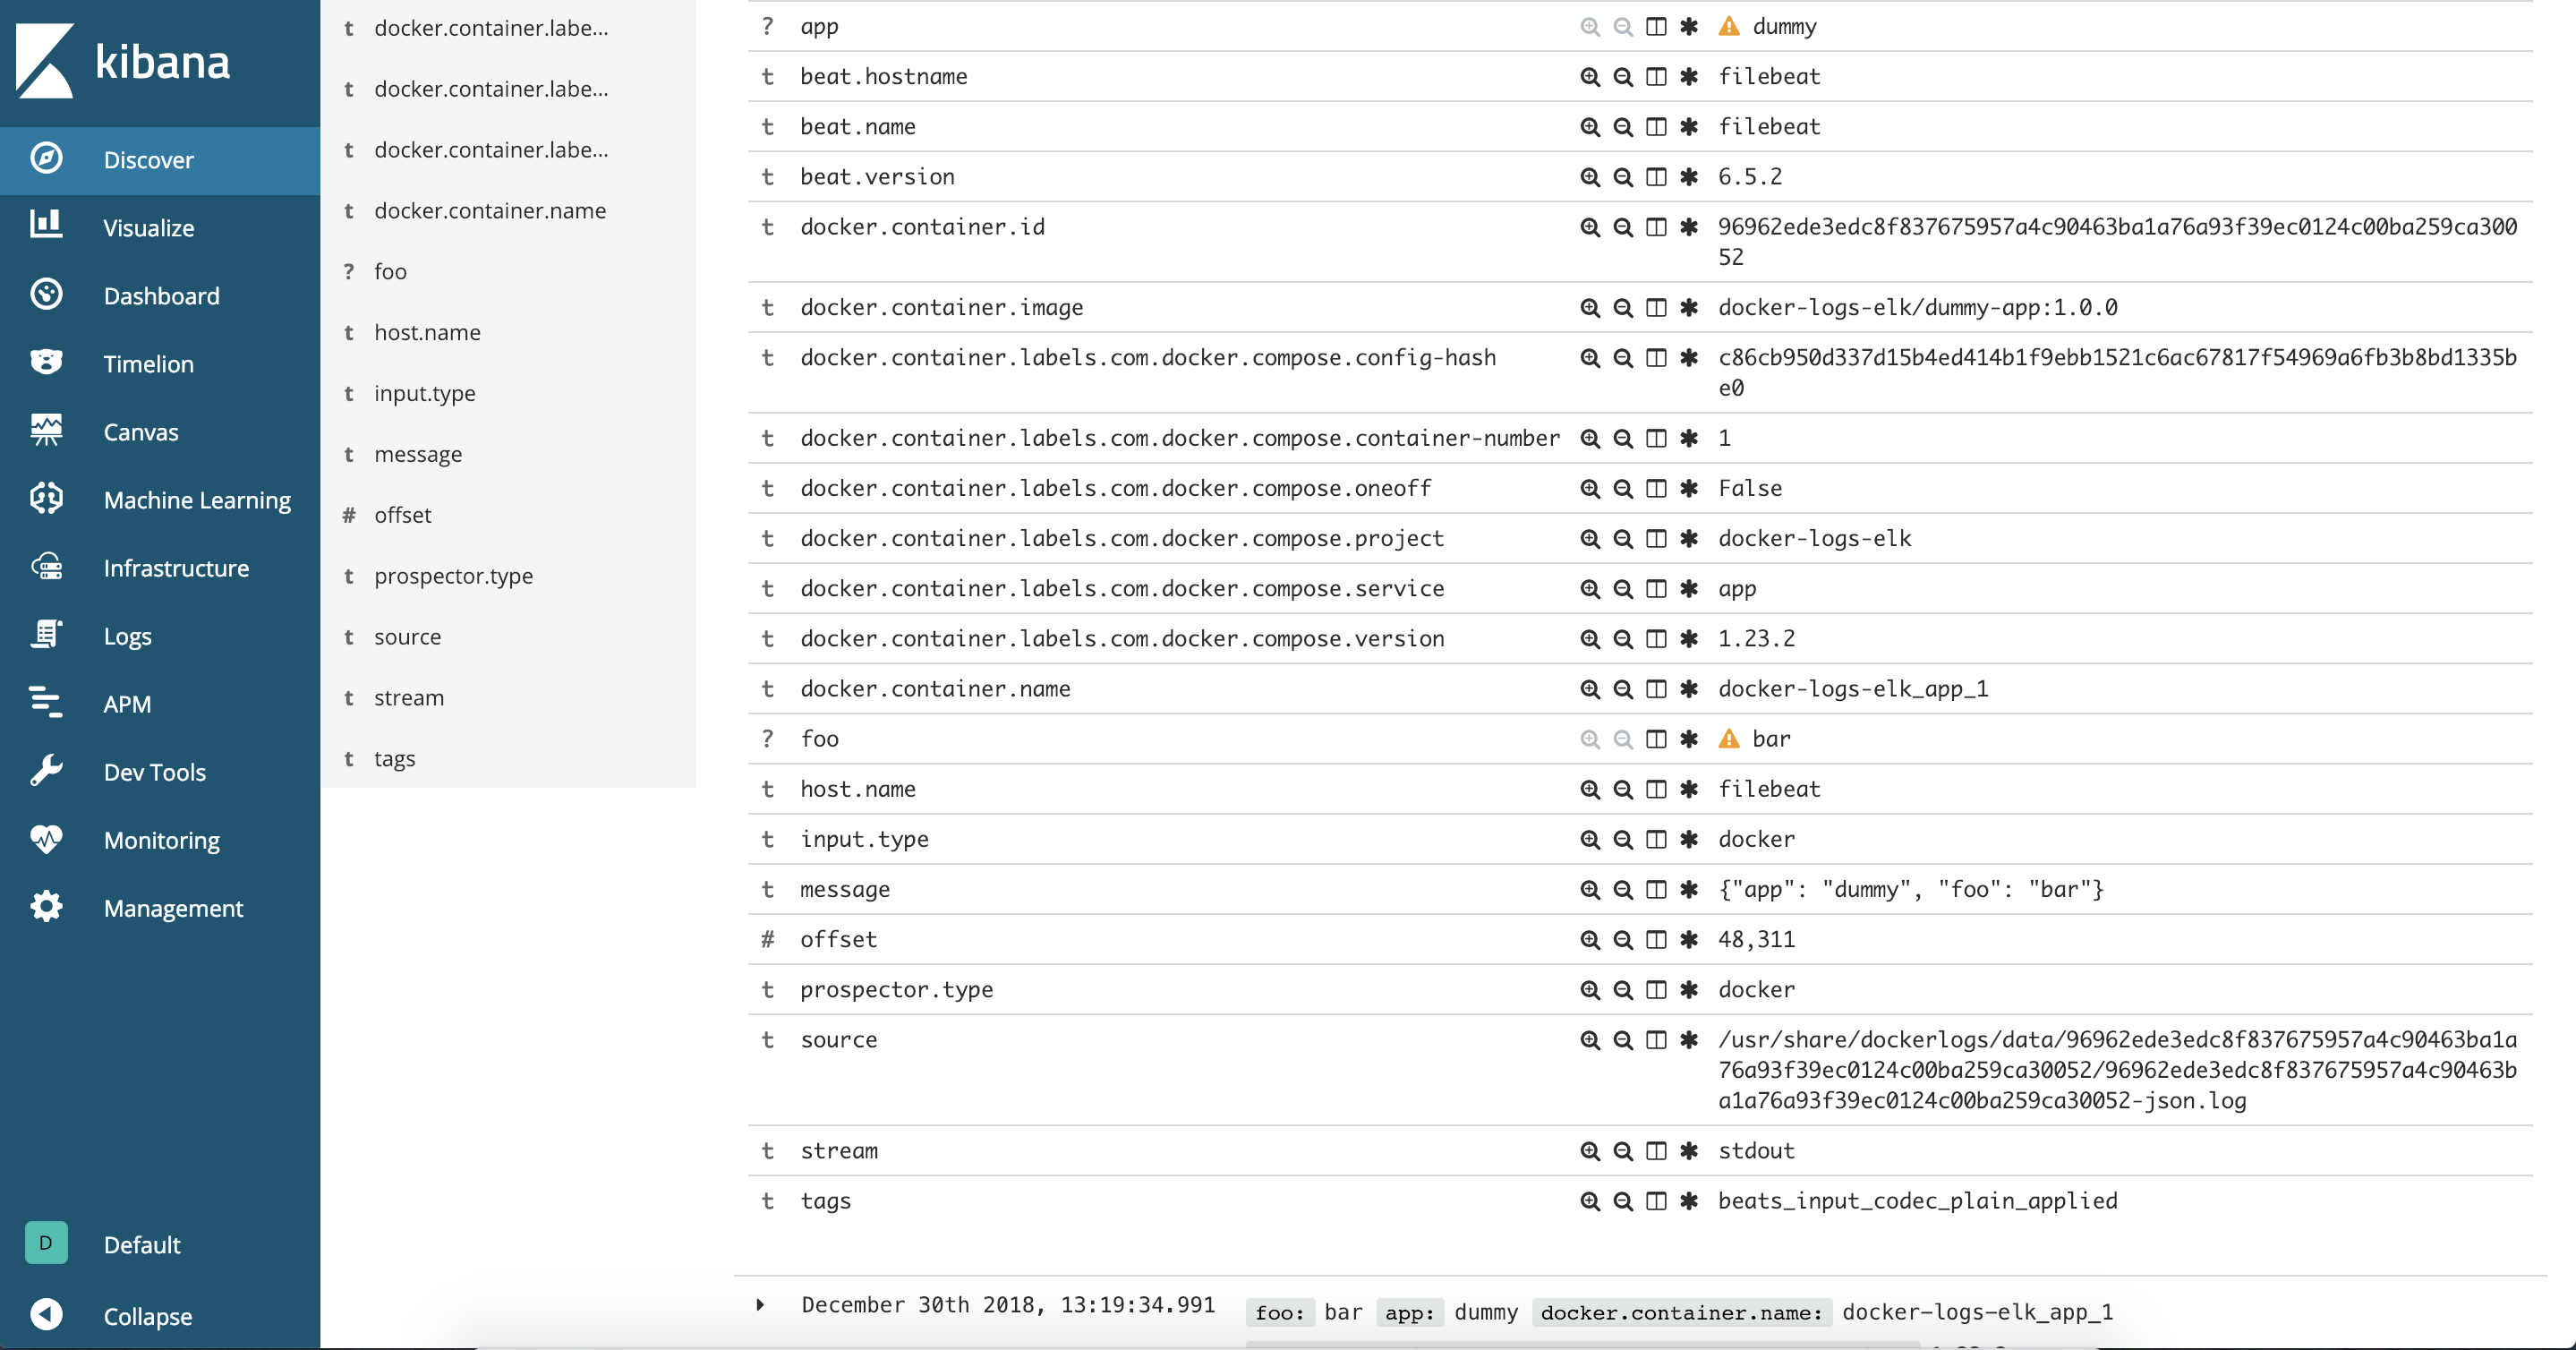 kibana
Discover
Visualize
Dashboard
Timelion
Canvas
Machine Learning
Infrastructure
Logs
APM
Dev Tools
Monitoring
Management
D Default
Collapse
t docker.container.labe...
t docker.container.labe...
t docker.container.labe...
t docker.container.name
? foo
t host.name
t input.type
t message
# offset
t prospector.type
t source
t stream
t tags
? app dummy
t beat.hostname filebeat
t beat.name filebeat
t beat.version 6.5.2
t docker.container.id 96962ede3edc8f837675957a4c90463ba1a76a93f39ec0124c00ba259ca300
52
t docker.container.image docker-logs-elk/dummy-app:1.0.0
t docker.container.labels.com.docker.compose.config-hash c86cb950d337d15b4ed414b1f9ebb1521c6ac67817f54969a6fb3b8bd1335b
e0
t docker.container.labels.com.docker.compose.container-number 1
t docker.container.labels.com.docker.compose.oneoff False
t docker.container.labels.com.docker.compose.project docker-logs-elk
t docker.container.labels.com.docker.compose.service app
t docker.container.labels.com.docker.compose.version 1.23.2
t docker.container.name docker-logs-elk_app_1
? foo bar
t host.name filebeat
t input.type docker
t message {"app": "dummy", "foo": "bar"}
# offset 48,311
t prospector.type docker
t source /usr/share/dockerlogs/data/96962ede3edc8f837675957a4c90463ba1a
76a93f39ec0124c00ba259ca30052/96962ede3edc8f837675957a4c90463b
a1a76a93f39ec0124c00ba259ca30052-json.log
t stream stdout
t tags beats_input_codec_plain_applied
December 30th 2018, 13:19:34.991 foo: bar app: dummy docker.container.name: docker-logs-elk_app_1